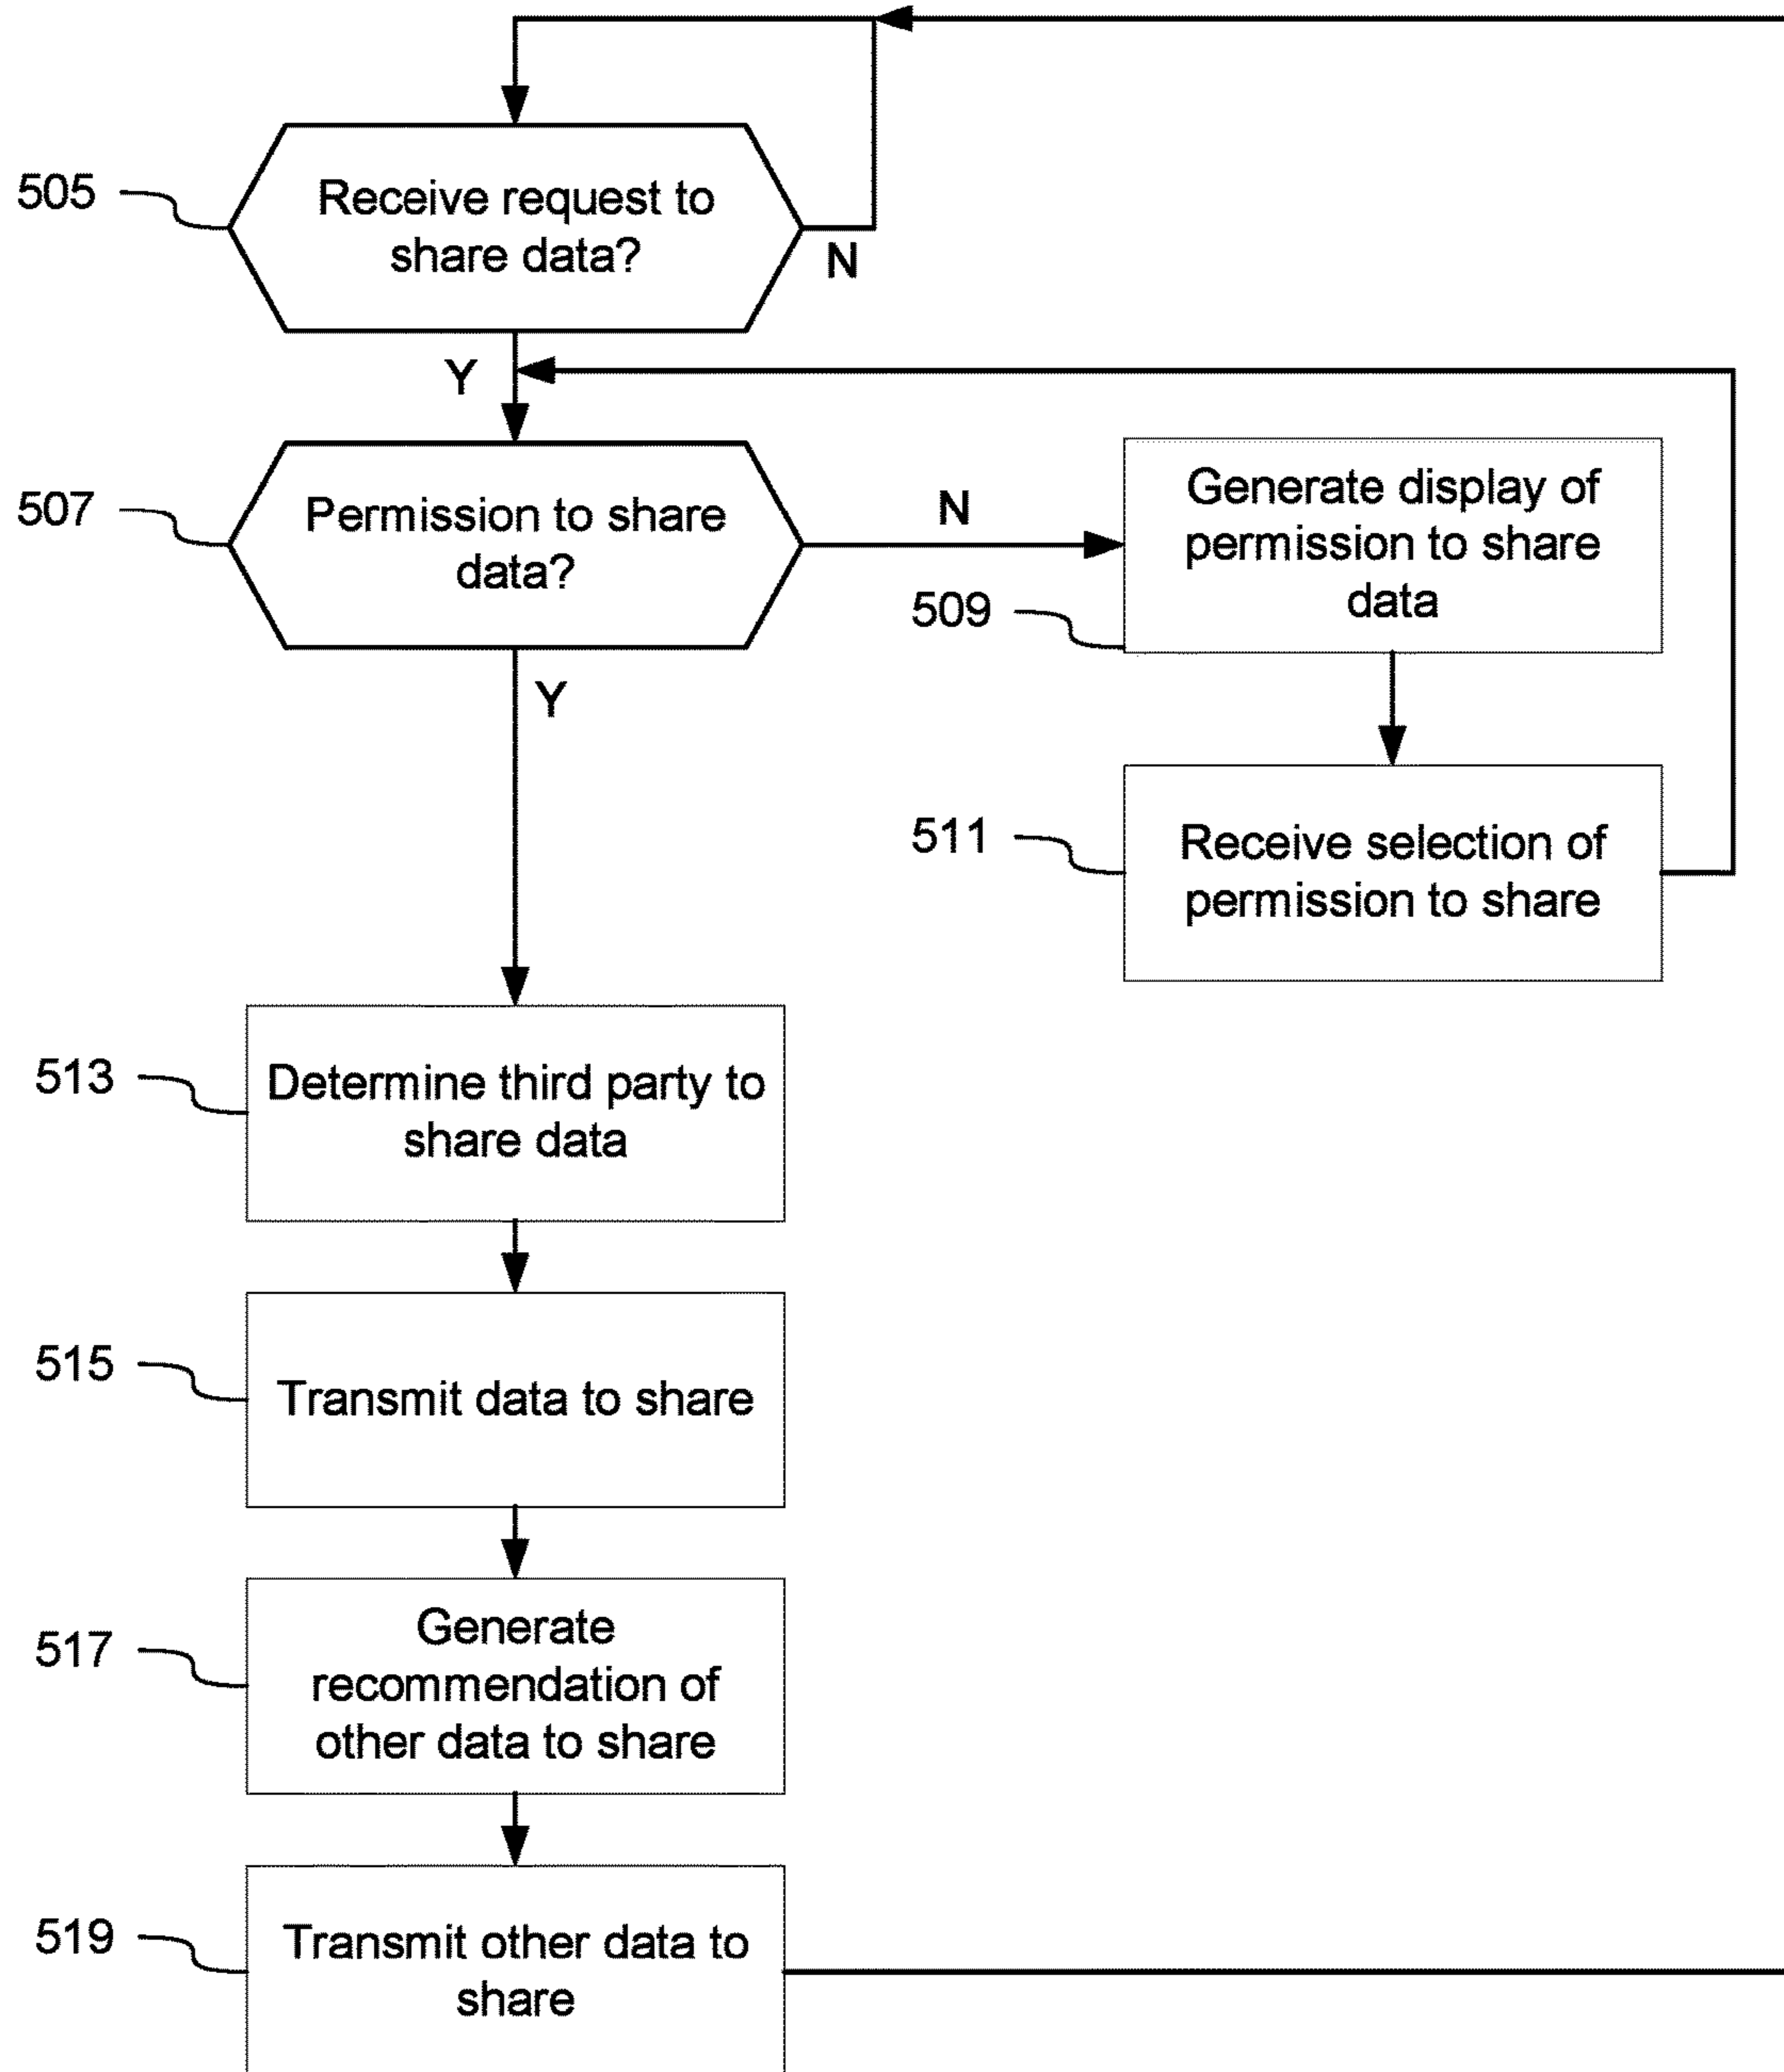 505
Receive request to
share data?
N
Y
507
Permission to share
data?
N
Generate display of
permission to share
data
509
Y
511
Receive selection of
permission to share
513
Determine third party to
share data
515
Transmit data to share
517
Generate
recommendation of
other data to share
519
Transmit other data to
share